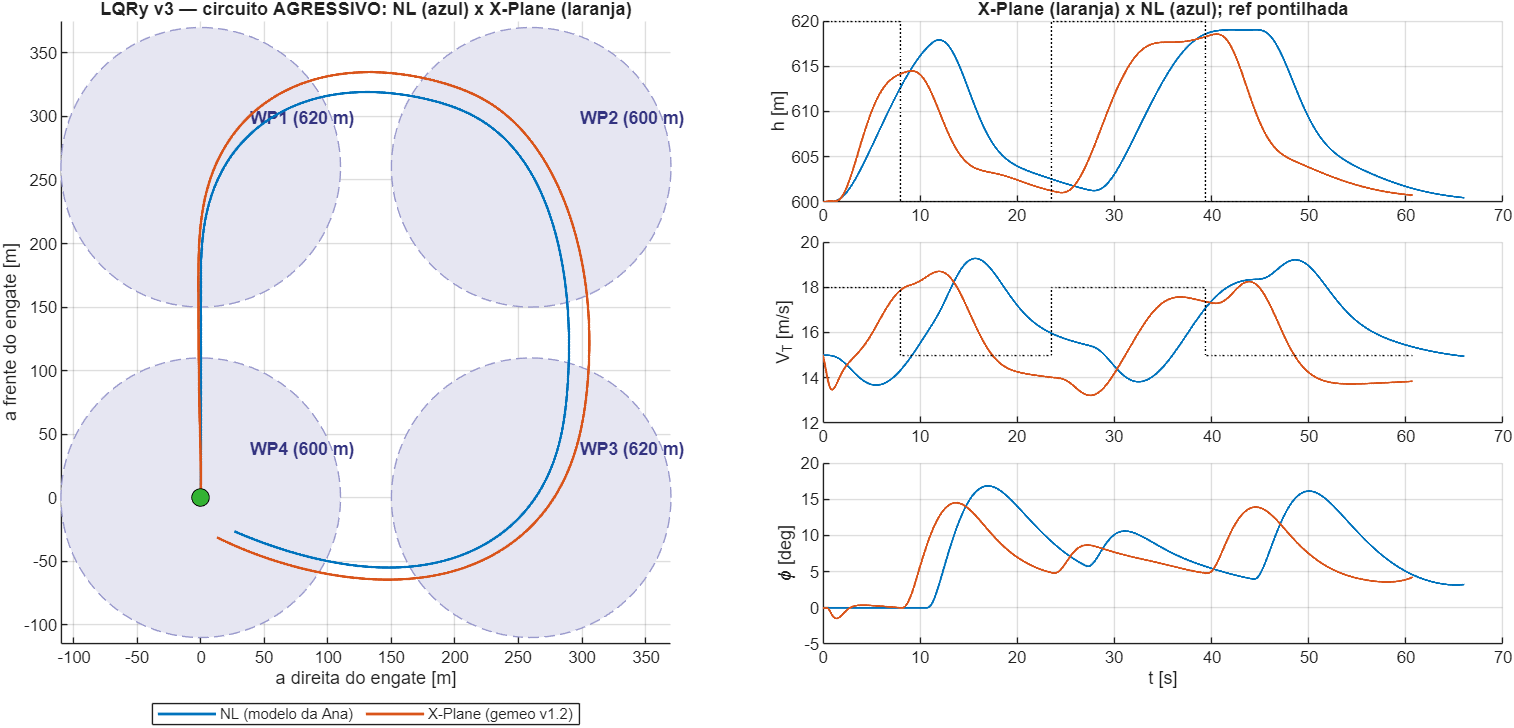 LQRy v3 — circuito AGRESSIVO: NL (azul) x X-Plane (laranja)
350
300
250
200
150
100
50
0
-50
-100
a frente do engate [m]
WP1 (620 m)
WP2 (600 m)
WP4 (600 m)
WP3 (620 m)
-100 -50 0 50 100 150 200 250 300 350
a direita do engate [m]
NL (modelo da Ana) X-Plane (gemeo v1.2)
X-Plane (laranja) x NL (azul); ref pontilhada
620
615
610
605
600
h [m]
0 10 20 30 40 50 60 70
20
18
16
14
12
V_T [m/s]
0 10 20 30 40 50 60 70
20
15
10
5
0
-5
ϕ [deg]
0 10 20 30 40 50 60 70
t [s]